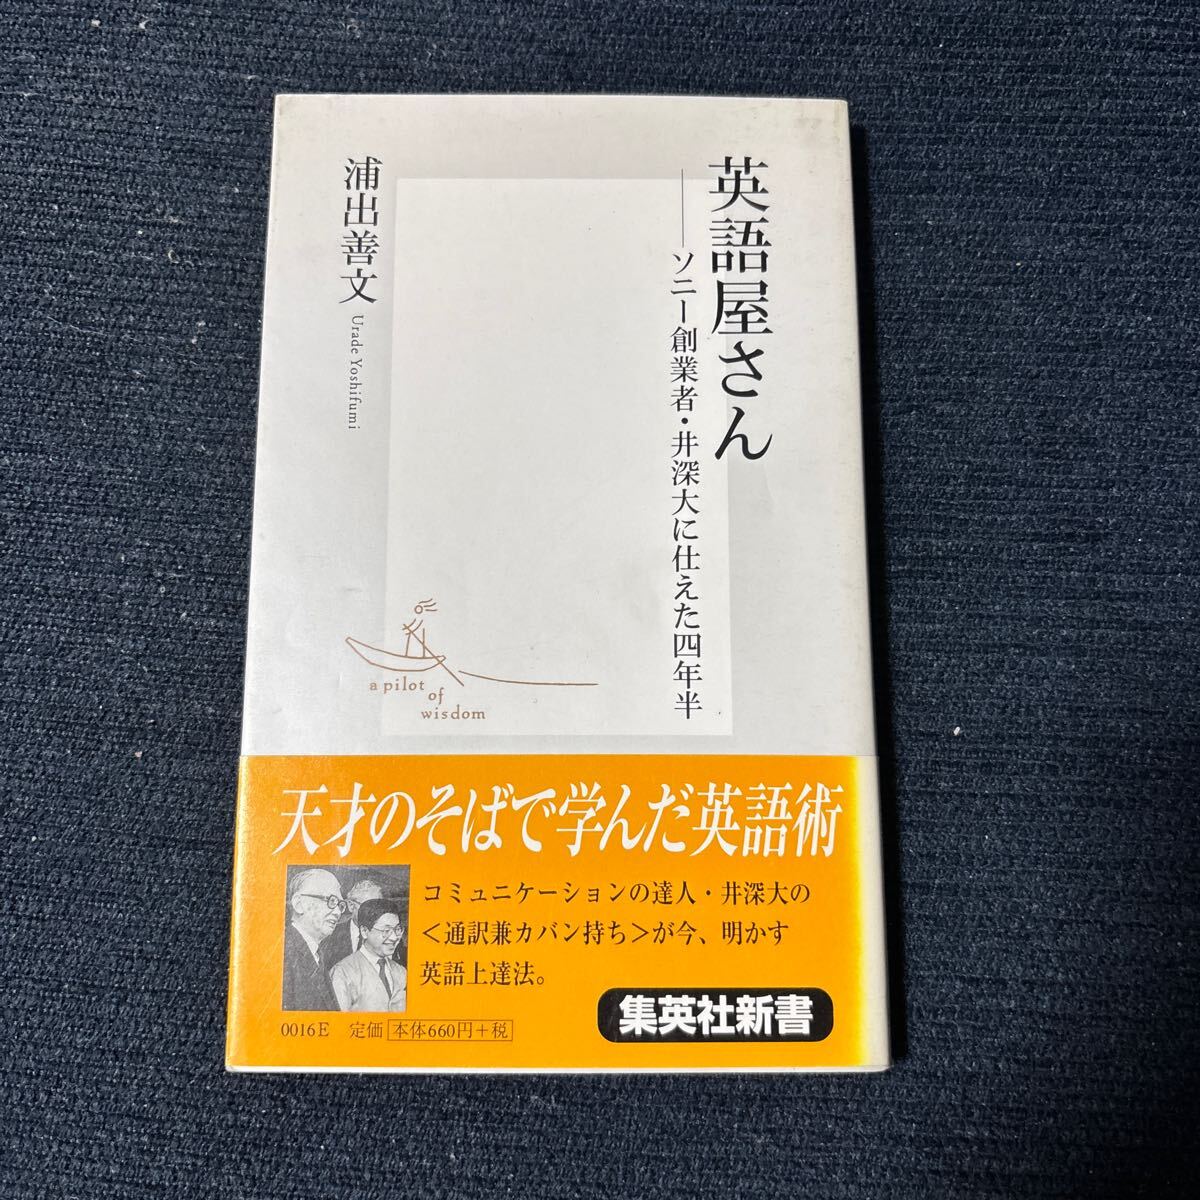 英語屋さん
──ソニー創業者・井深大に仕えた四年半
浦出善文
Urade Yoshifumi
a pilot
of
wisdom
天才のそばで学んだ英語術
コミュニケーションの達人・井深大の
＜通訳兼カバン持ち＞が今、明かす
英語上達法。
集英社新書
0016E 定価 本体660円+税